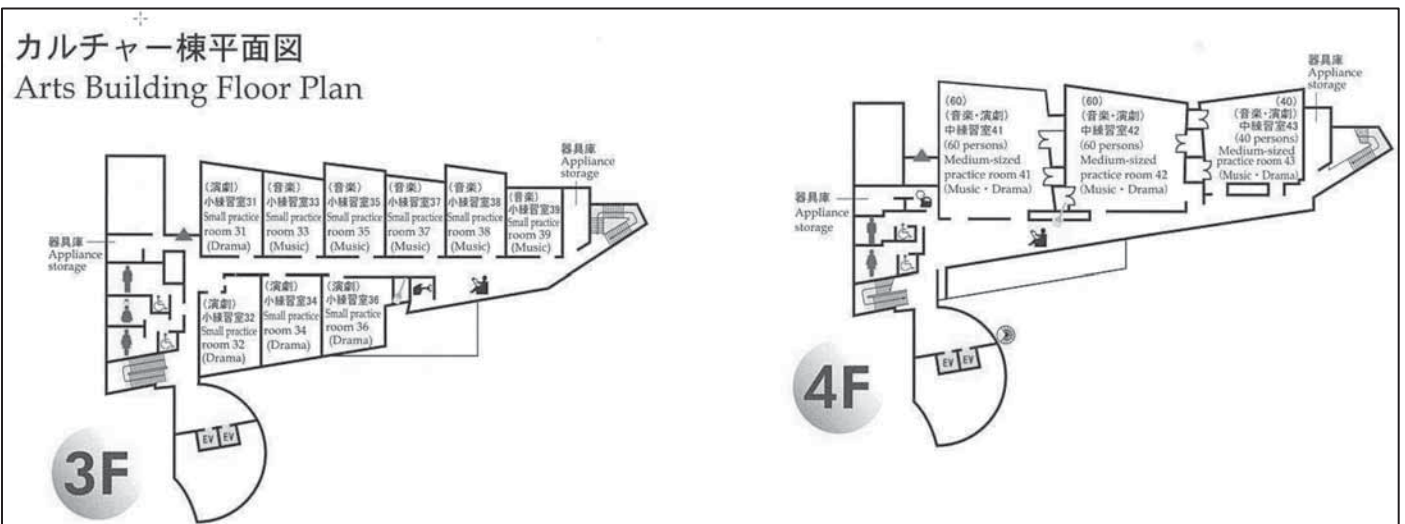 カルチャー棟平面図
Arts Building Floor Plan
器具庫
Appliance
storage
(演劇)
小練習室31
Small practice
room 31
(Drama)
(音楽)
小練習室33
Small practice
room 33
(Music)
(音楽)
小練習室35
Small practice
room 35
(Music)
(音楽)
小練習室37
Small practice
room 37
(Music)
(音楽)
小練習室38
Small practice
room 38
(Music)
(音楽)
小練習室39
Small practice
room 39
(Music)
器具庫
Appliance
storage
(演劇)
小練習室32
Small practice
room 32
(Drama)
(演劇)
小練習室34
Small practice
room 34
(Drama)
(演劇)
小練習室36
Small practice
room 36
(Drama)
EV EV
3F
器具庫
Appliance
storage
(60)
(音楽・演劇)
中練習室41
(60 persons)
Medium-sized
practice room 41
(Music・Drama)
(60)
(音楽・演劇)
中練習室42
(60 persons)
Medium-sized
practice room 42
(Music・Drama)
(40)
(音楽・演劇)
中練習室43
(40 persons)
Medium-sized
practice room 43
(Music・Drama)
器具庫
Appliance
storage
EV EV
4F